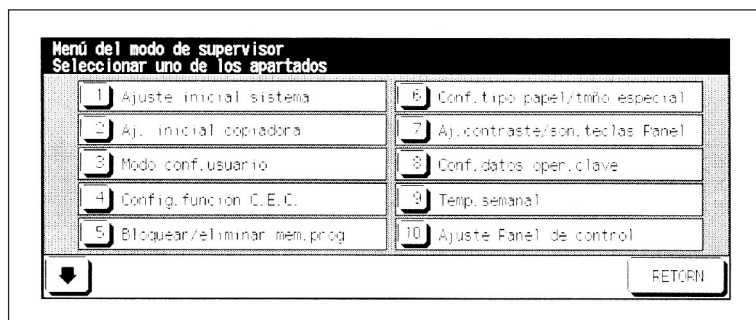 Menú del modo de supervisor
Seleccionar uno de los apartados
1 Ajuste inicial sistema
2 Aj. inicial copiadora
3 Modo conf.usuario
4 Config.funcion C.E.C.
5 Bloquear/eliminar mem.prog
6 Conf.tipo papel/tmño especial
7 Aj.contraste/son.teclas Panel
8 Conf.datos oper.clave
9 Temp.semanal
10 Ajuste Panel de control
RETORN